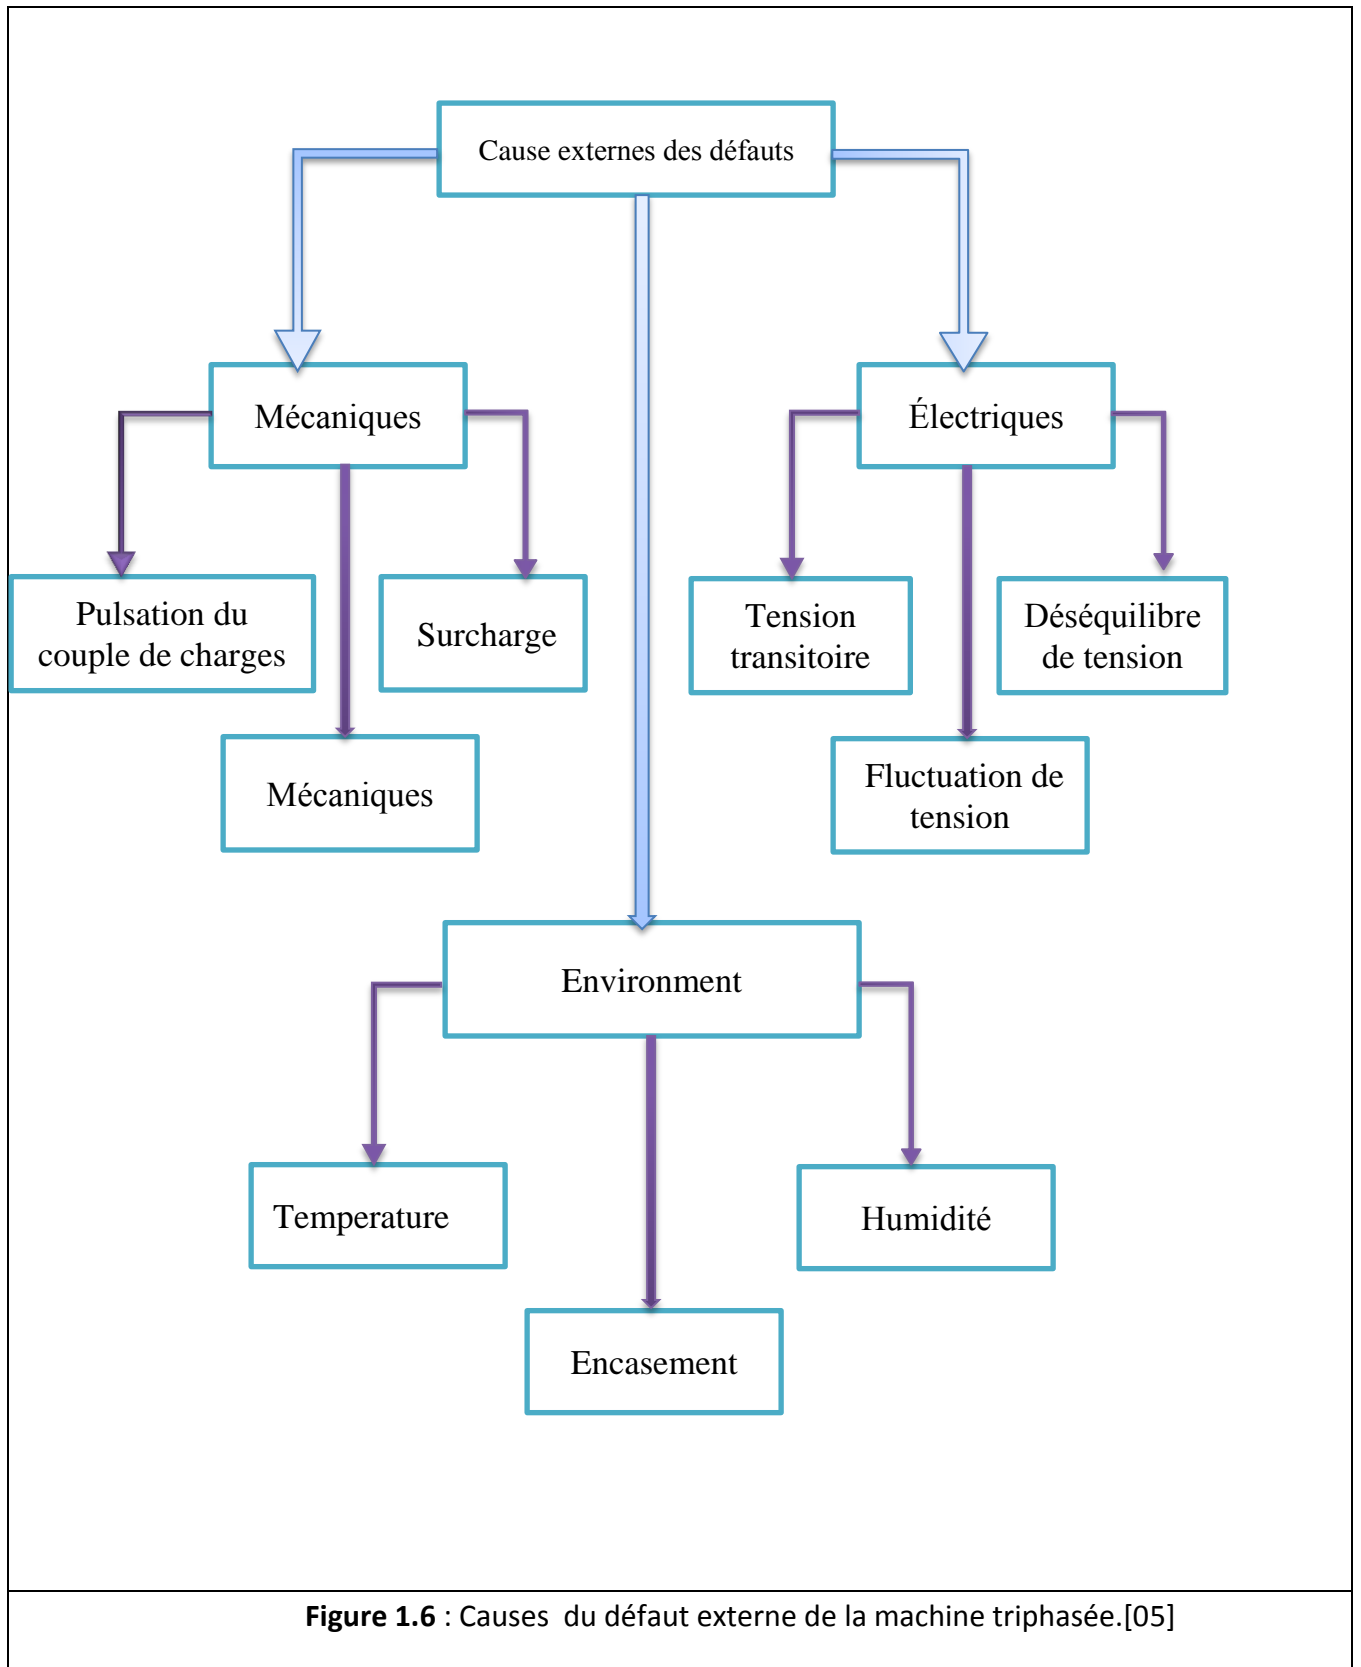 Cause externes des défauts
Mécaniques
Électriques
Pulsation du
couple de charges
Surcharge
Tension
transitoire
Déséquilibre
de tension
Mécaniques
Fluctuation de
tension
Environment
Temperature
Humidité
Encasement
Figure 1.6 : Causes  du défaut externe de la machine triphasée.[05]